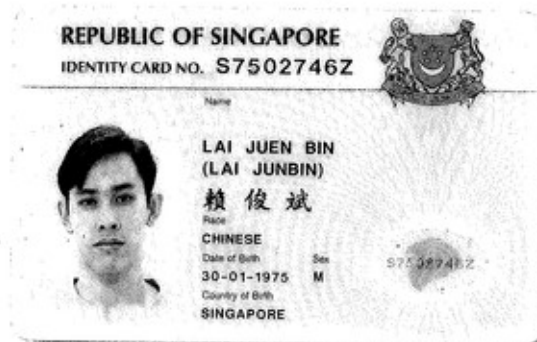 REPUBLIC OF SINGAPORE
IDENTITY CARD NO. S7502746Z
Name
LAI JUEN BIN
(LAI JUNBIN)
賴俊斌
Race
CHINESE
Date of Birth Sex
30-01-1975 M
Country of Birth
SINGAPORE